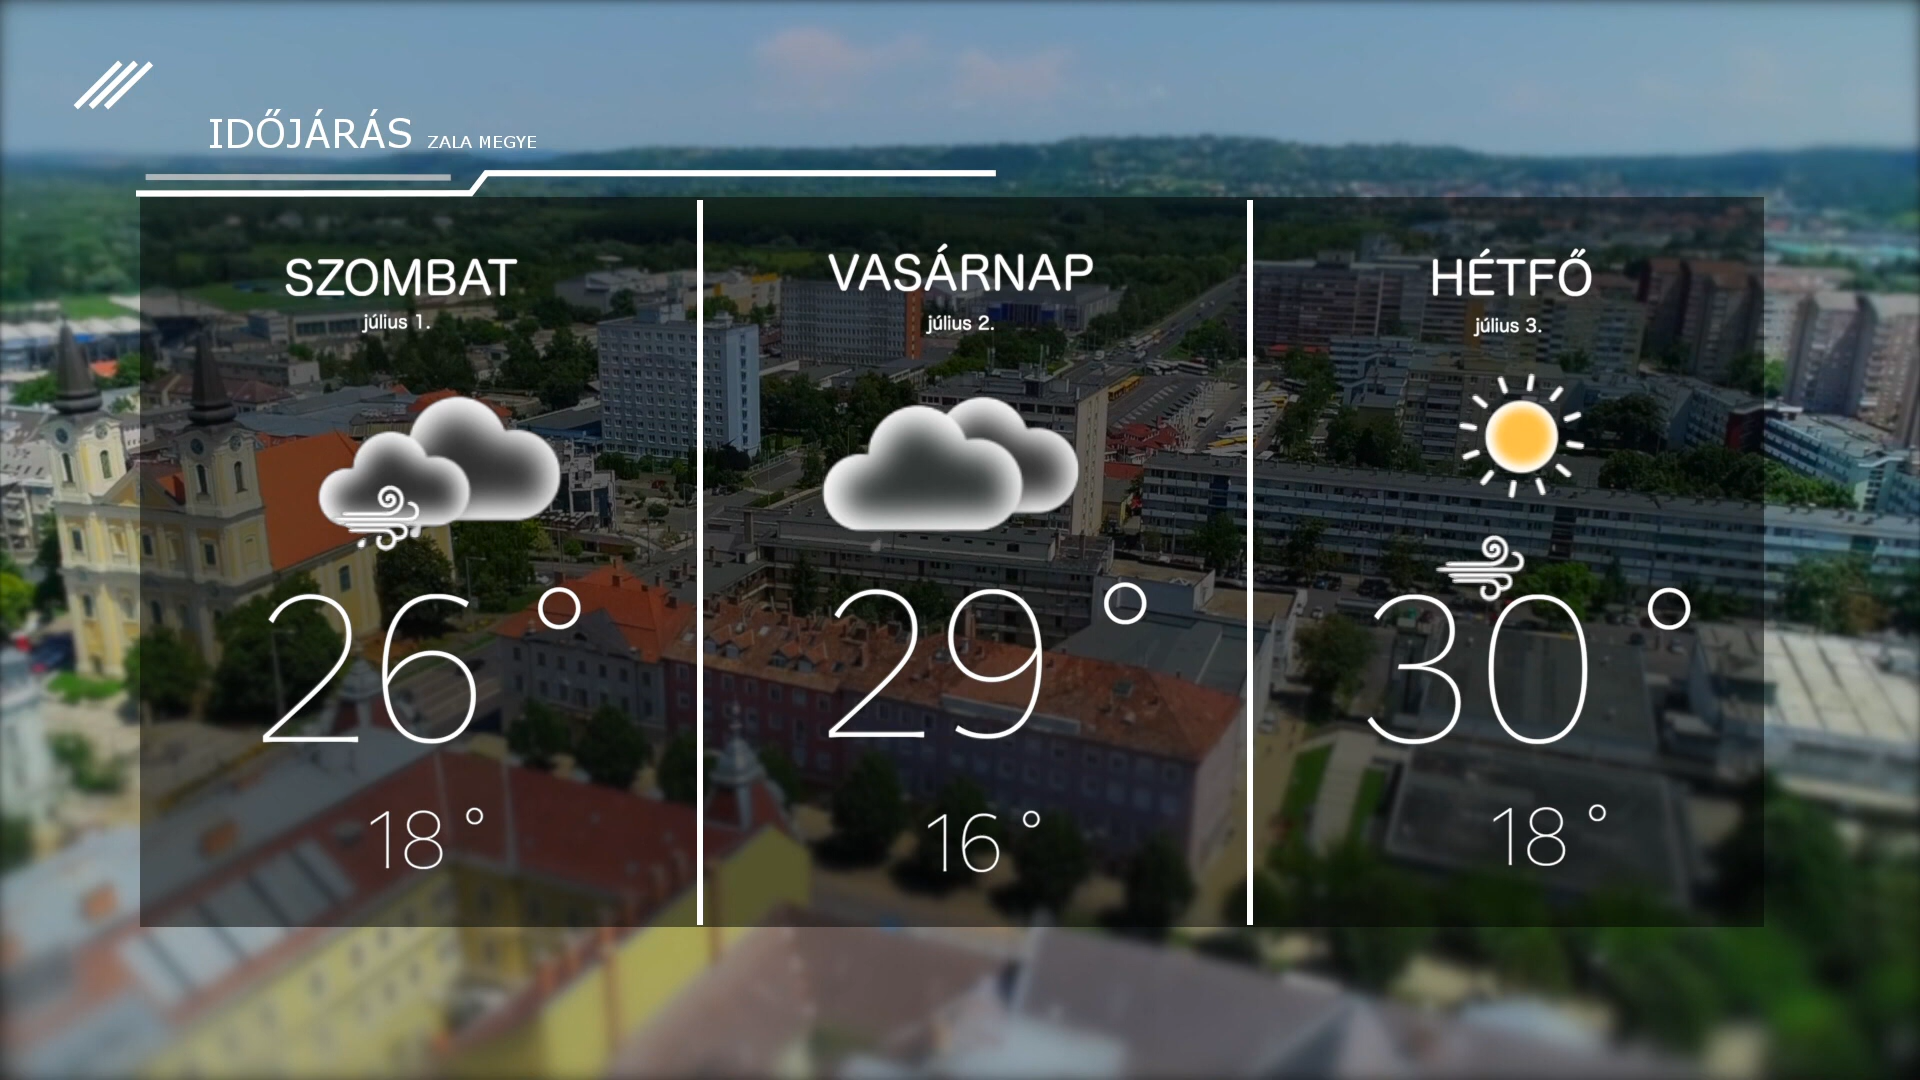 IDŐJÁRÁS ZALA MEGYE
SZOMBAT
július 1.
26 °
18 °
VASÁRNAP
július 2.
29 °
16 °
HÉTFŐ
július 3.
30 °
18 °